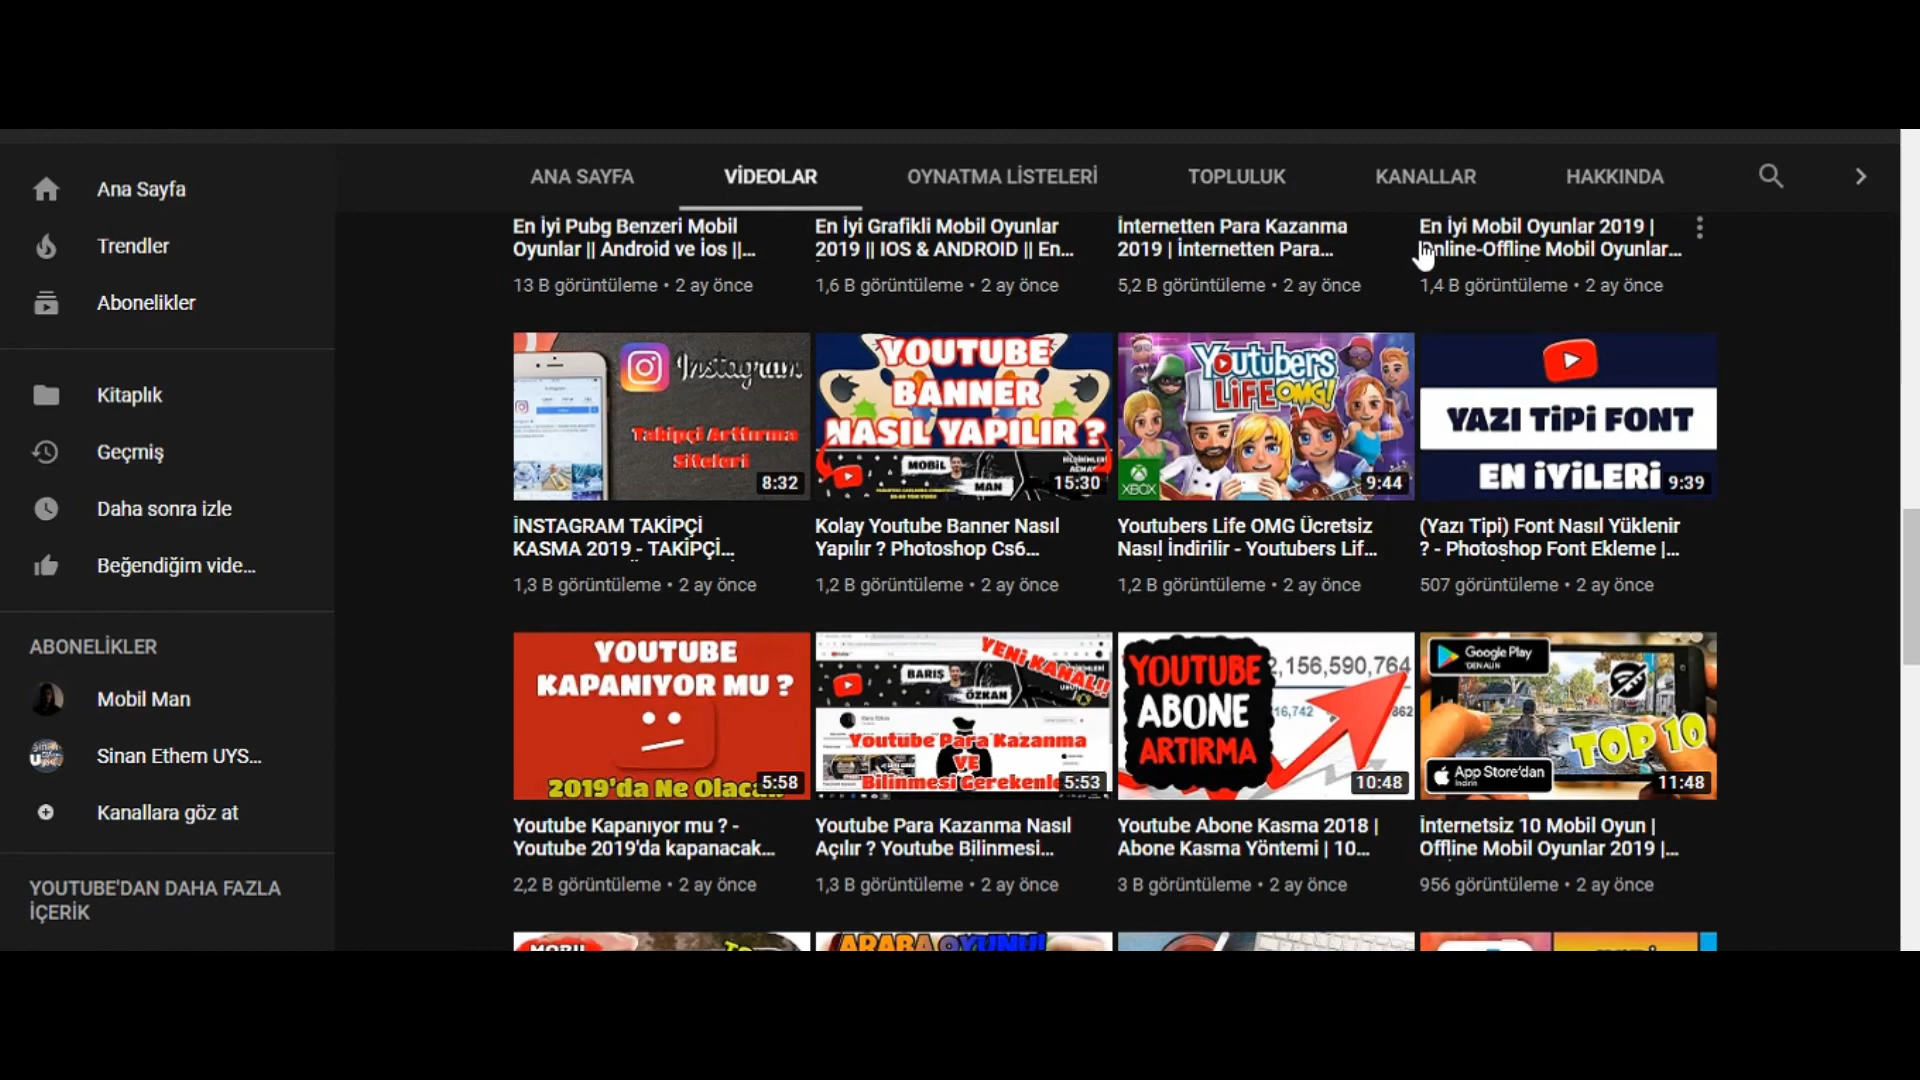 ANA SAYFA VİDEOLAR OYNATMA LİSTELERİ TOPLULUK KANALLAR HAKKINDA
Ana Sayfa
Trendler
Abonelikler
Kitaplık
Geçmiş
Daha sonra izle
Beğendiğim vide...
ABONELİKLER
Mobil Man
Sinan Ethem UYS...
Kanallara göz at
YOUTUBE'DAN DAHA FAZLA
İÇERİK
En İyi Pubg Benzeri Mobil
Oyunlar || Android ve İos ||...
13 B görüntüleme • 2 ay önce
En İyi Grafikli Mobil Oyunlar
2019 || IOS & ANDROID || En...
1,6 B görüntüleme • 2 ay önce
İnternetten Para Kazanma
2019 | İnternetten Para...
5,2 B görüntüleme • 2 ay önce
En İyi Mobil Oyunlar 2019 |
Online-Offline Mobil Oyunlar...
1,4 B görüntüleme • 2 ay önce
Instagram
Takipçi Arttırma
Siteleri
8:32
İNSTAGRAM TAKİPÇİ
KASMA 2019 - TAKİPÇİ...
1,3 B görüntüleme • 2 ay önce
YOUTUBE
BANNER
NASIL YAPILIR ?
MOBİL
MAN
15:30
Kolay Youtube Banner Nasıl
Yapılır ? Photoshop Cs6...
1,2 B görüntüleme • 2 ay önce
Youtubers
LiFE OMG!
XBOX
9:44
Youtubers Life OMG Ücretsiz
Nasıl İndirilir - Youtubers Lif...
1,2 B görüntüleme • 2 ay önce
YAZI TİPİ FONT
EN İYİLERİ
9:39
(Yazı Tipi) Font Nasıl Yüklenir
? - Photoshop Font Ekleme |...
507 görüntüleme • 2 ay önce
YOUTUBE
KAPANIYOR MU ?
2019'da Ne Olaca
5:58
Youtube Kapanıyor mu ? -
Youtube 2019'da kapanacak...
2,2 B görüntüleme • 2 ay önce
YENİ KANAL!!
BARIŞ
ÖZKAN
Youtube Para Kazanma
VE
Bilinmesi Gerekenle
5:53
Youtube Para Kazanma Nasıl
Açılır ? Youtube Bilinmesi...
1,3 B görüntüleme • 2 ay önce
YOUTUBE
ABONE
ARTIRMA
2,156,590,764
16,742
862
10:48
Youtube Abone Kasma 2018 |
Abone Kasma Yöntemi | 10...
3 B görüntüleme • 2 ay önce
Google Play
'DEN ALIN
TOP 10
App Store'dan
İndirin
11:48
İnternetsiz 10 Mobil Oyun |
Offline Mobil Oyunlar 2019 |...
956 görüntüleme • 2 ay önce
MOBİL
ARABA OYUNU!